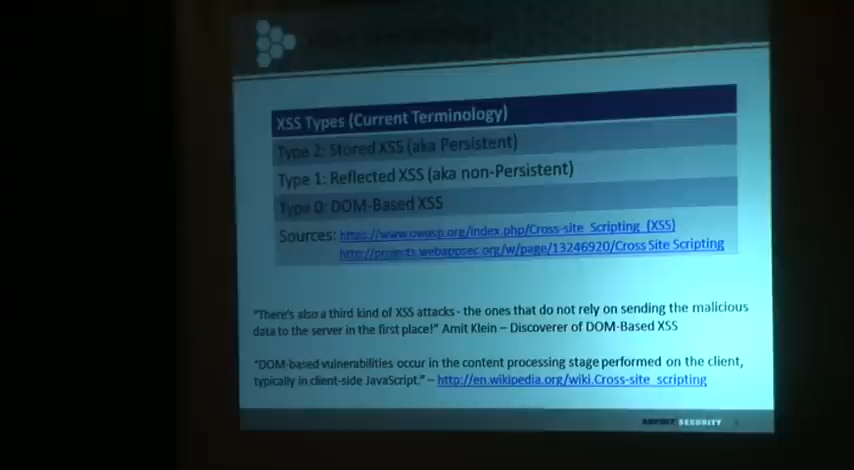 XSS Types (Current Terminology)
Type 2: Stored XSS (aka Persistent)
Type 1: Reflected XSS (aka non-Persistent)
Type 0: DOM-Based XSS
Sources: https://www.owasp.org/index.php/Cross-site_Scripting_(XSS)
http://projects.webappsec.org/w/page/13246920/Cross Site Scripting
"There's also a third kind of XSS attacks - the ones that do not rely on sending the malicious
data to the server in the first place!" Amit Klein – Discoverer of DOM-Based XSS
"DOM-based vulnerabilities occur in the content processing stage performed on the client,
typically in client-side JavaScript." – http://en.wikipedia.org/wiki.Cross-site_scripting
ASPECT SECURITY